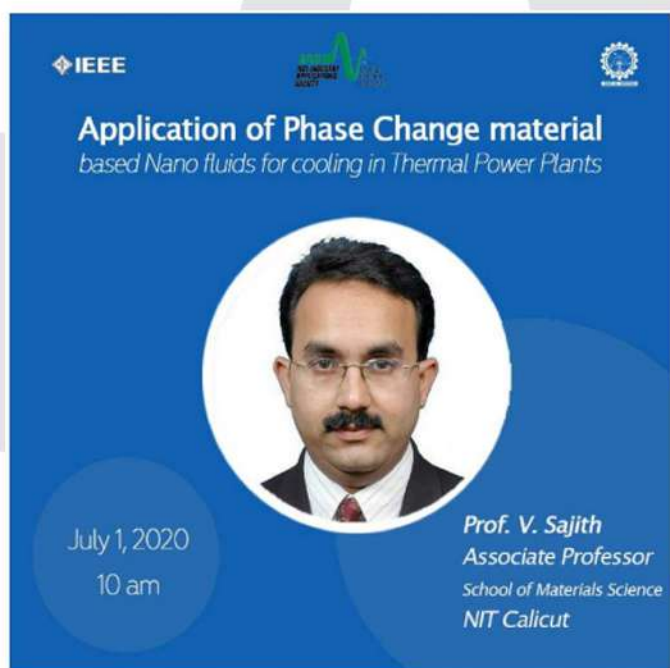 IEEE
Application of Phase Change material
based Nano fluids for cooling in Thermal Power Plants
July 1, 2020
10 am
Prof. V. Sajith
Associate Professor
School of Materials Science
NIT Calicut